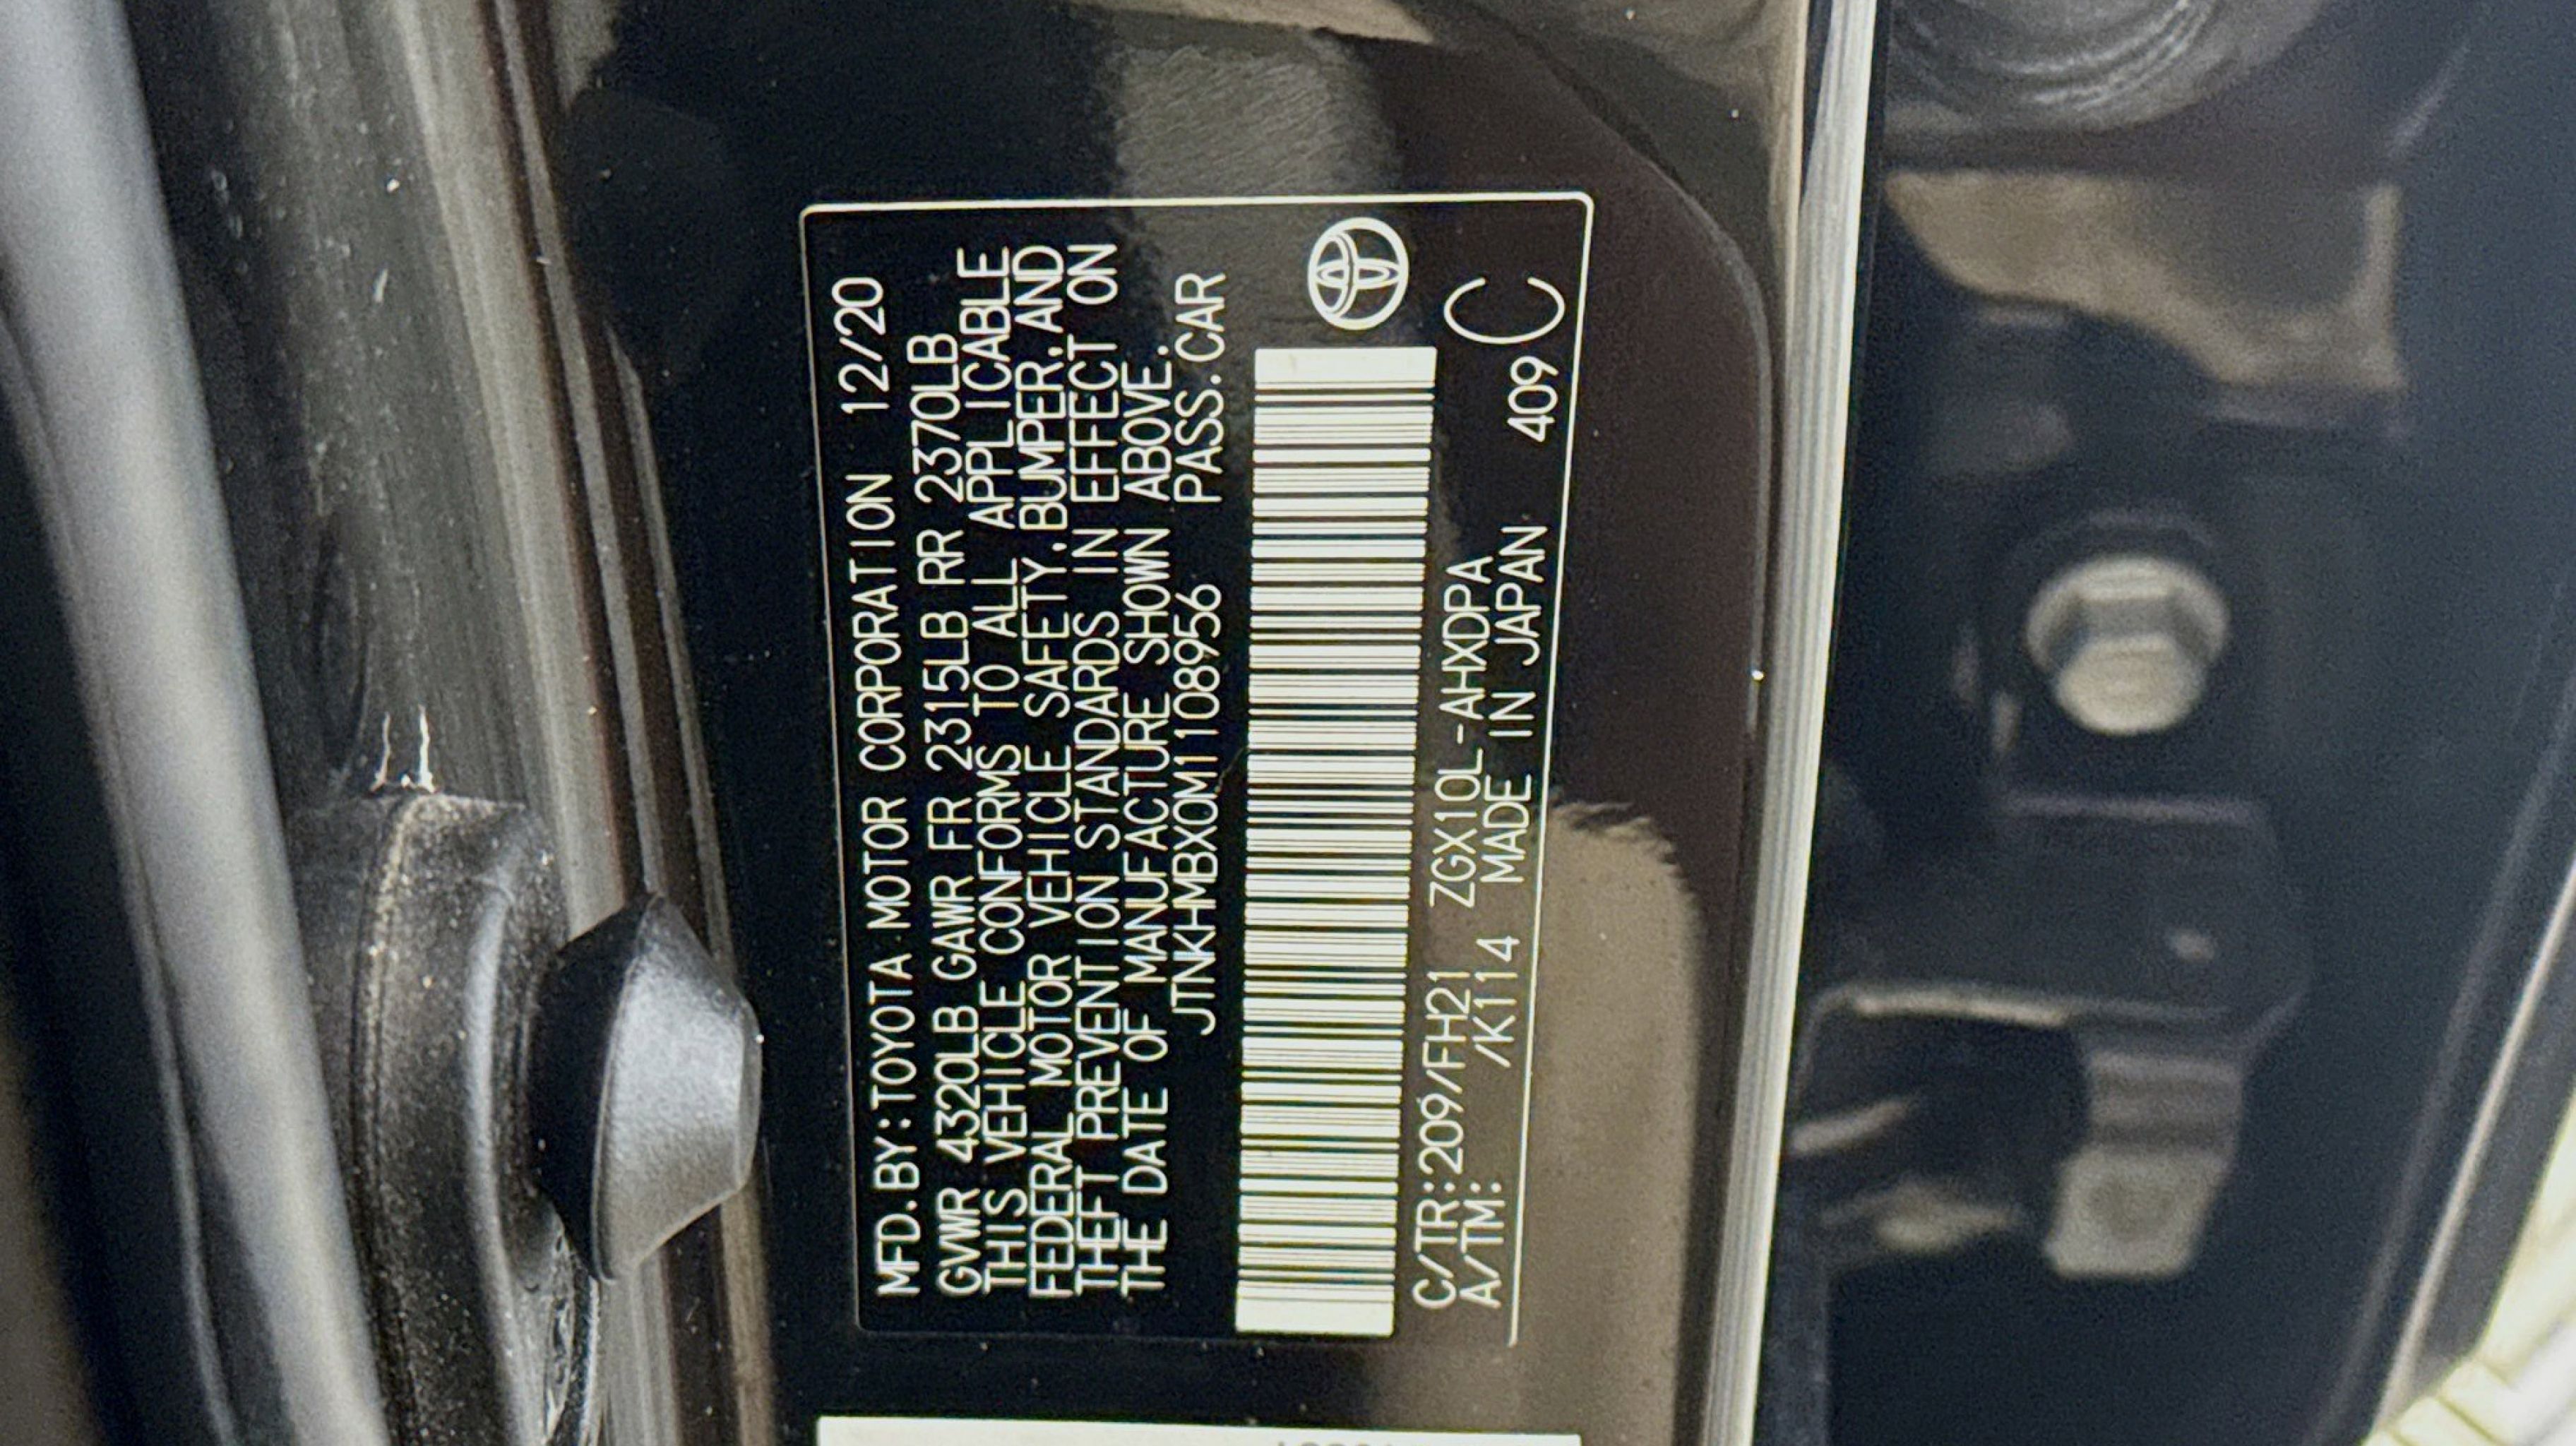 MFD.BY:TOYOTA MOTOR CORPORATION 12/20
GVWR 4320LB GAWR FR 2315LB RR 2370LB
THIS VEHICLE CONFORMS TO ALL APPLICABLE
FEDERAL MOTOR VEHICLE SAFETY,BUMPER,AND
THEFT PREVENTION STANDARDS IN EFFECT ON
THE DATE OF MANUFACTURE SHOWN ABOVE.
JTNKHMBX0M1108956 PASS.CAR
C/TR:209/FH21 ZGX10L-AHXDPA
A/TM: /K114 MADE IN JAPAN 409 C